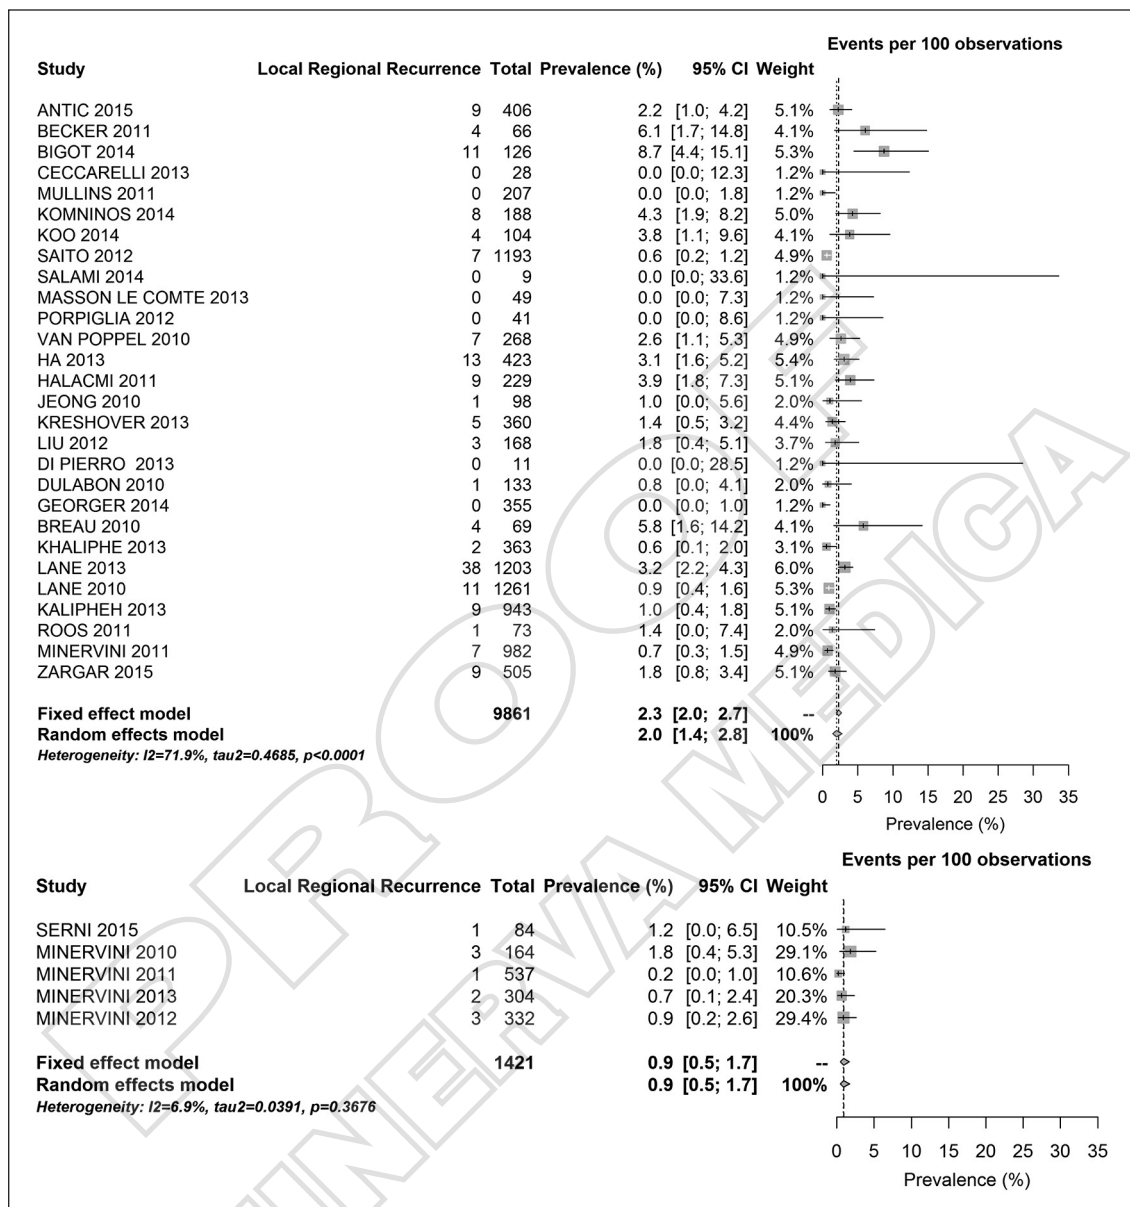 Events per 100 observations
Study Local Regional Recurrence Total Prevalence (%) 95% CI Weight
ANTIC 2015 9 406 2.2 [1.0; 4.2] 5.1%
BECKER 2011 4 66 6.1 [1.7; 14.8] 4.1%
BIGOT 2014 11 126 8.7 [4.4; 15.1] 5.3%
CECCARELLI 2013 0 28 0.0 [0.0; 12.3] 1.2%
MULLINS 2011 0 207 0.0 [0.0; 1.8] 1.2%
KOMNINOS 2014 8 188 4.3 [1.9; 8.2] 5.0%
KOO 2014 4 104 3.8 [1.1; 9.6] 4.1%
SAITO 2012 7 1193 0.6 [0.2; 1.2] 4.9%
SALAMI 2014 0 9 0.0 [0.0; 33.6] 1.2%
MASSON LE COMTE 2013 0 49 0.0 [0.0; 7.3] 1.2%
PORPIGLIA 2012 0 41 0.0 [0.0; 8.6] 1.2%
VAN POPPEL 2010 7 268 2.6 [1.1; 5.3] 4.9%
HA 2013 13 423 3.1 [1.6; 5.2] 5.4%
HALACMI 2011 9 229 3.9 [1.8; 7.3] 5.1%
JEONG 2010 1 98 1.0 [0.0; 5.6] 2.0%
KRESHOVER 2013 5 360 1.4 [0.5; 3.2] 4.4%
LIU 2012 3 168 1.8 [0.4; 5.1] 3.7%
DI PIERRO 2013 0 11 0.0 [0.0; 28.5] 1.2%
DULABON 2010 1 133 0.8 [0.0; 4.1] 2.0%
GEORGER 2014 0 355 0.0 [0.0; 1.0] 1.2%
BREAU 2010 4 69 5.8 [1.6; 14.2] 4.1%
KHALIPHE 2013 2 363 0.6 [0.1; 2.0] 3.1%
LANE 2013 38 1203 3.2 [2.2; 4.3] 6.0%
LANE 2010 11 1261 0.9 [0.4; 1.6] 5.3%
KALIPHEH 2013 9 943 1.0 [0.4; 1.8] 5.1%
ROOS 2011 1 73 1.4 [0.0; 7.4] 2.0%
MINERVINI 2011 7 982 0.7 [0.3; 1.5] 4.9%
ZARGAR 2015 9 505 1.8 [0.8; 3.4] 5.1%
Fixed effect model 9861 2.3 [2.0; 2.7] --
Random effects model 2.0 [1.4; 2.8] 100%
Heterogeneity: I2=71.9%, tau2=0.4685, p<0.0001
0 5 10 15 20 25 30 35
Prevalence (%)
Events per 100 observations
Study Local Regional Recurrence Total Prevalence (%) 95% CI Weight
SERNI 2015 1 84 1.2 [0.0; 6.5] 10.5%
MINERVINI 2010 3 164 1.8 [0.4; 5.3] 29.1%
MINERVINI 2011 1 537 0.2 [0.0; 1.0] 10.6%
MINERVINI 2013 2 304 0.7 [0.1; 2.4] 20.3%
MINERVINI 2012 3 332 0.9 [0.2; 2.6] 29.4%
Fixed effect model 1421 0.9 [0.5; 1.7] --
Random effects model 0.9 [0.5; 1.7] 100%
Heterogeneity: I2=6.9%, tau2=0.0391, p=0.3676
0 5 10 15 20 25 30 35
Prevalence (%)
PROOF
MINERVA MEDICA